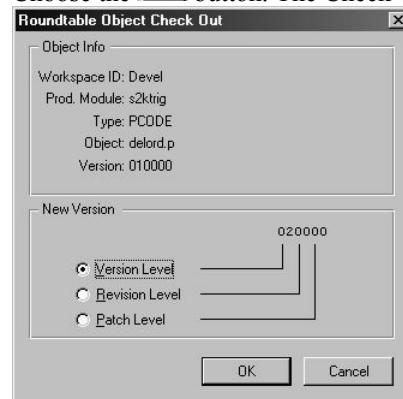 Roundtable Object Check Out
Object Info
Workspace ID: Devel
Prod. Module: s2ktrig
Type: PCODE
Object: delord.p
Version: 010000
New Version
020000
Version Level
Revision Level
Patch Level
OK Cancel